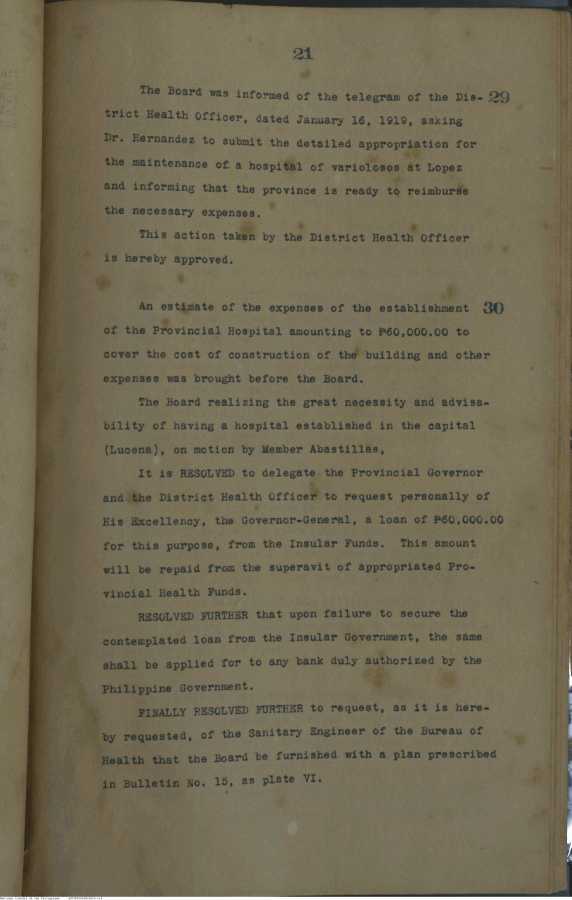 21
The Board was informed of the telegram of the Dis- 29
trict Health Officer, dated January 16, 1919, asking
Dr. Hernandez to submit the detailed appropriation for
the maintenance of a hospital of variolosos at Lopez
and informing that the province is ready to reimburse
the necessary expenses.
This action taken by the District Health Officer
is hereby approved.
An estimate of the expenses of the establishment 30
of the Provincial Hospital amounting to ₱60,000.00 to
cover the cost of construction of the building and other
expenses was brought before the Board.
The Board realizing the great necessity and advisa-
bility of having a hospital established in the capital
(Lucena), on motion by Member Abastillas,
It is RESOLVED to delegate the Provincial Governor
and the District Health Officer to request personally of
His Excellency, the Governor-General, a loan of ₱60,000.00
for this purpose, from the Insular Funds. This amount
will be repaid from the superavit of appropriated Pro-
vincial Health Funds.
RESOLVED FURTHER that upon failure to secure the
contemplated loan from the Insular Government, the same
shall be applied for to any bank duly authorized by the
Philippine Government.
FINALLY RESOLVED FURTHER to request, as it is here-
by requested, of the Sanitary Engineer of the Bureau of
Health that the Board be furnished with a plan prescribed
in Bulletin No. 15, as plate VI.
National Library of the Philippines